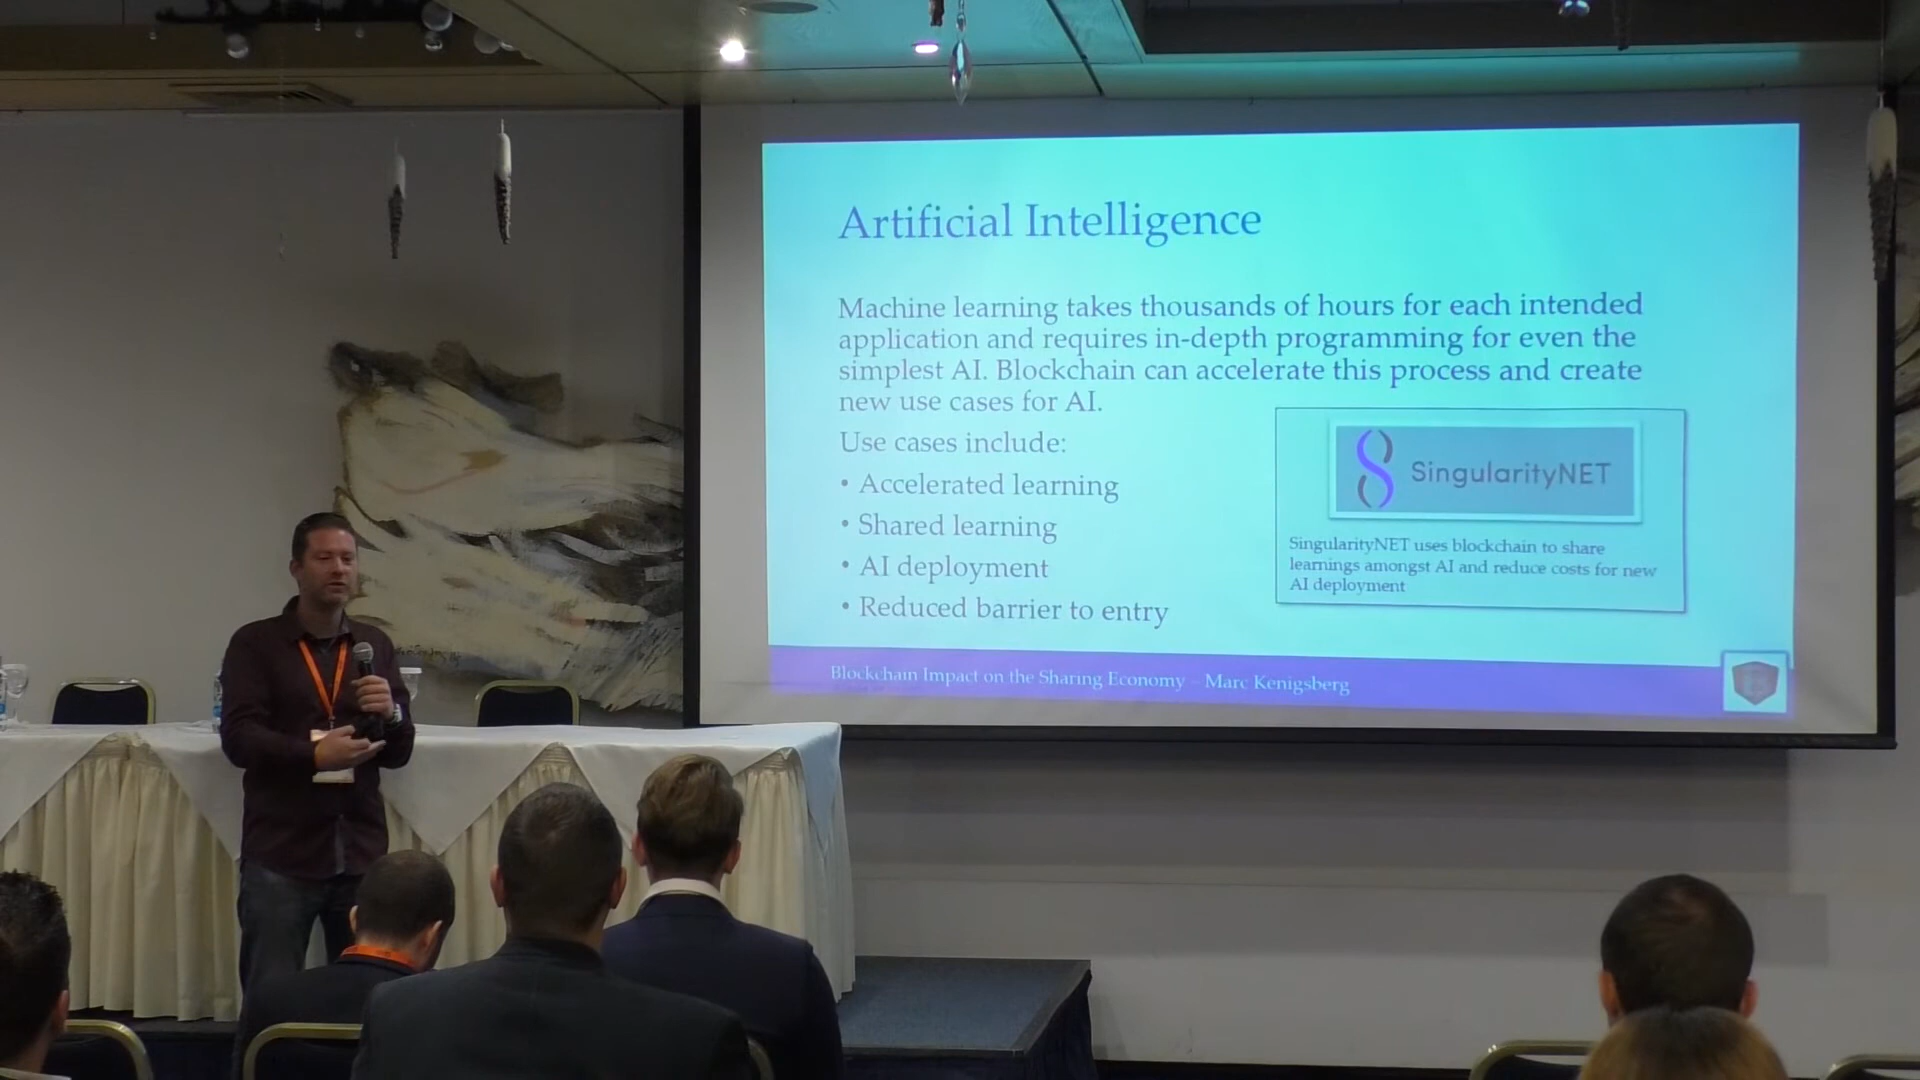 Artificial Intelligence
Machine learning takes thousands of hours for each intended
application and requires in-depth programming for even the
simplest AI. Blockchain can accelerate this process and create
new use cases for AI.
Use cases include:
• Accelerated learning
• Shared learning
• AI deployment
• Reduced barrier to entry
SingularityNET
SingularityNET uses blockchain to share
learnings amongst AI and reduce costs for new
AI deployment
Blockchain Impact on the Sharing Economy – Marc Kenigsberg